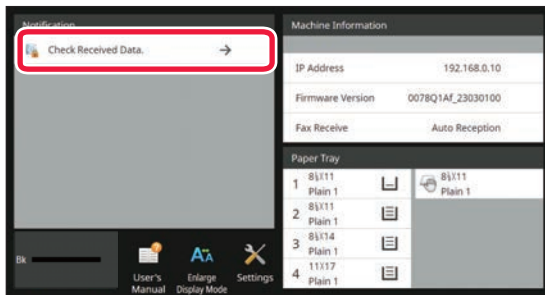 Notification
Check Received Data.
Machine Information
IP Address 192.168.0.10
Firmware Version 0078Q1Af_23030100
Fax Receive Auto Reception
Paper Tray
1 8½X11
Plain 1
8½X11
Plain 1
2 8½X11
Plain 1
3 8½X14
Plain 1
4 11X17
Plain 1
Bk
User's
Manual
Enlarge
Display Mode
Settings